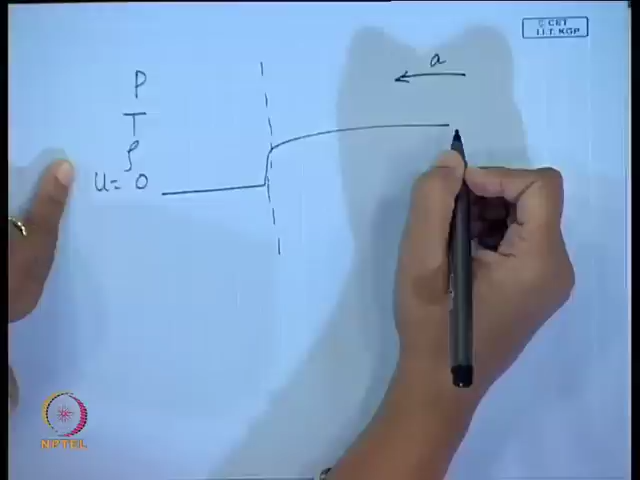 © CET
I.I.T. KGP
a
P
T
ρ
u = 0
NPTEL